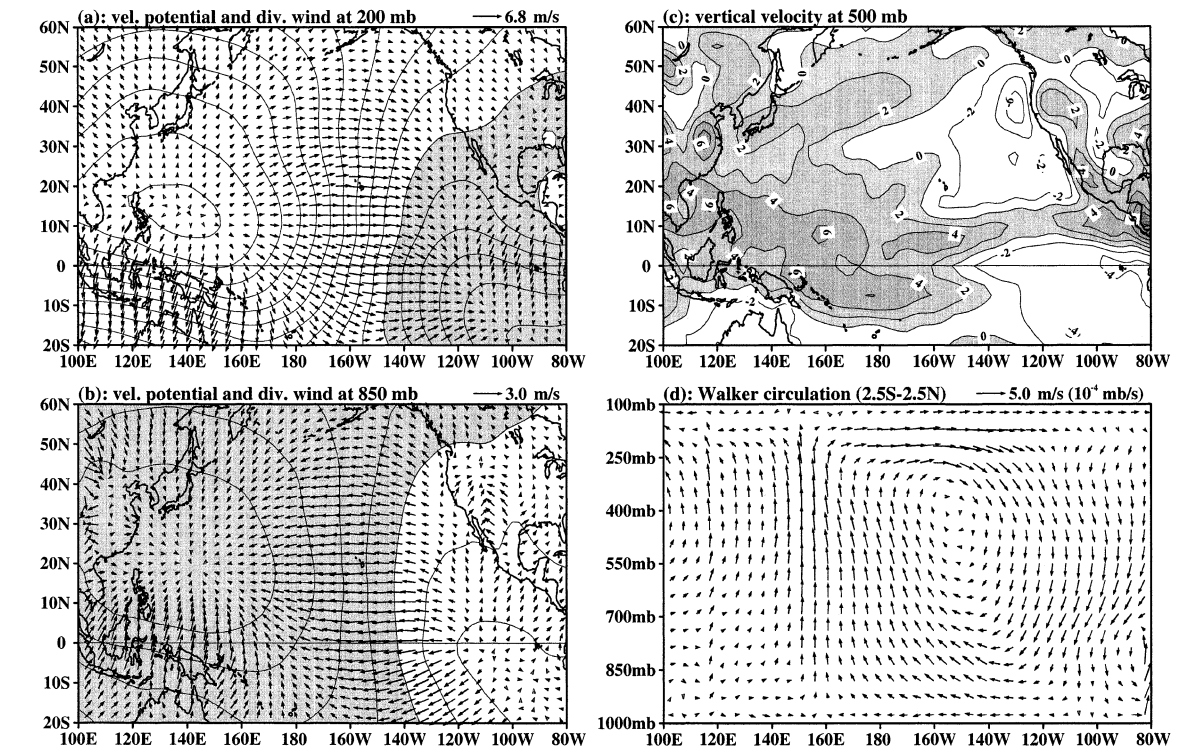 (a): vel. potential and div. wind at 200 mb
6.8 m/s
60N
50N
40N
30N
20N
10N
0
10S
20S
100E 120E 140E 160E 180E 160W 140W 120W 100W 80W
(c): vertical velocity at 500 mb
60N
50N
40N
30N
20N
10N
0
10S
20S
100E 120E 140E 160E 180E 160W 140W 120W 100W 80W
(b): vel. potential and div. wind at 850 mb
3.0 m/s
60N
50N
40N
30N
20N
10N
0
10S
20S
100E 120E 140E 160E 180E 160W 140W 120W 100W 80W
(d): Walker circulation (2.5S-2.5N)
5.0 m/s (10⁻⁴ mb/s)
100mb
250mb
400mb
550mb
700mb
850mb
1000mb
100E 120E 140E 160E 180E 160W 140W 120W 100W 80W